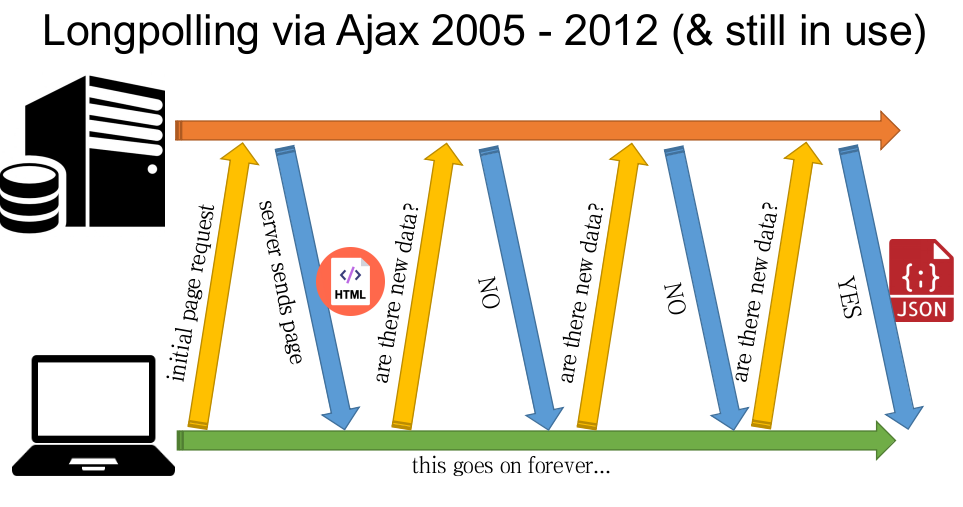 Longpolling via Ajax 2005 - 2012 (& still in use)
initial page request
server sends page
</>
HTML
are there new data?
NO
are there new data?
NO
are there new data?
YES
{;}
JSON
this goes on forever...